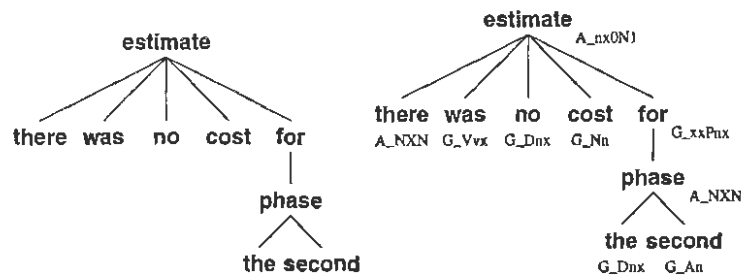 estimate
there was no cost for
phase
the second
estimate A_nx0N1
there was no cost for
A_NXN G_Vvx G_Dnx G_Nn G_xxPnx
phase
A_NXN
the second
G_Dnx G_An